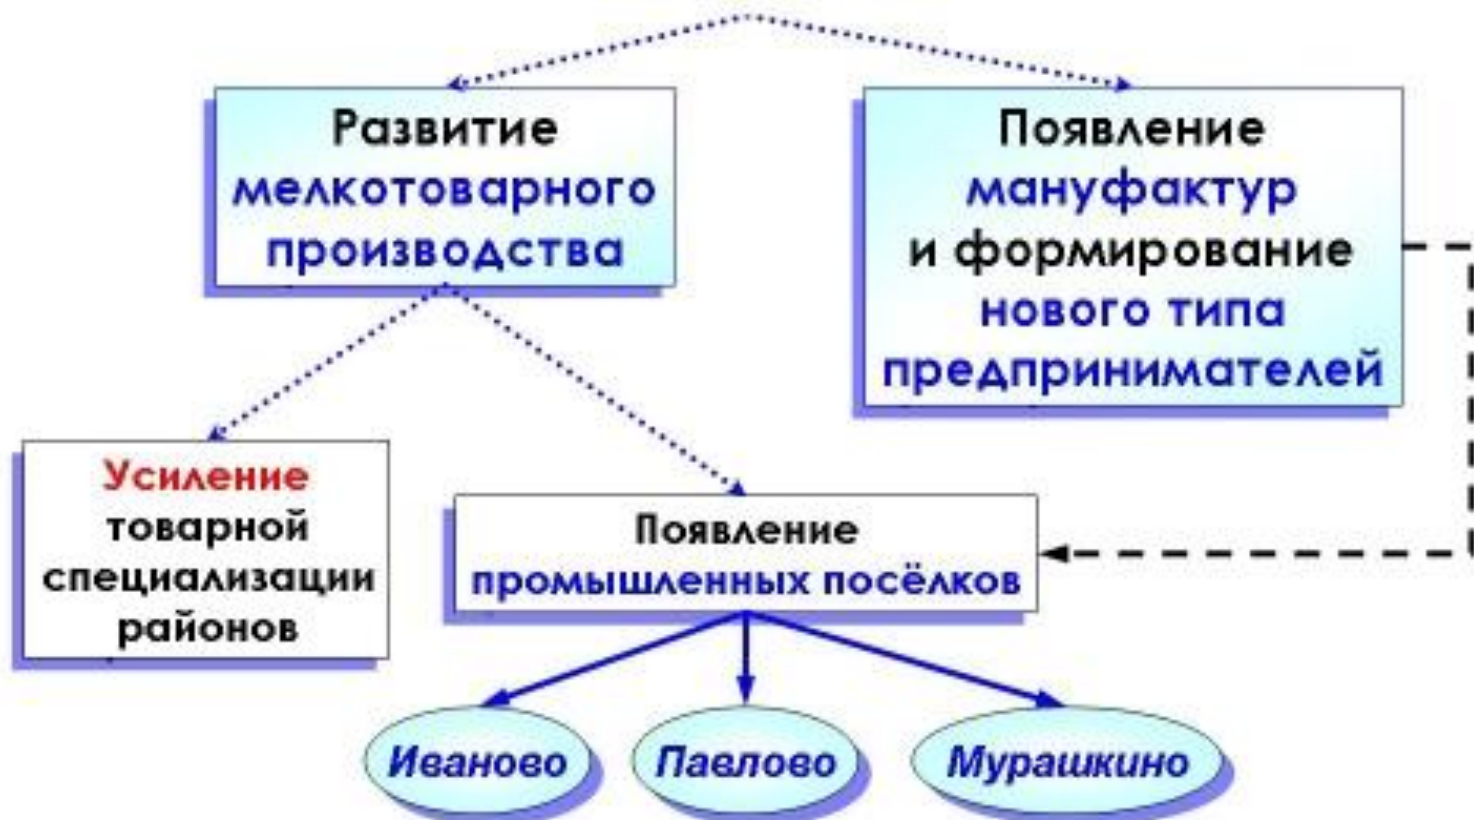 Развитие
мелкотоварного
производства
Появление
мануфактур
и формирование
нового типа
предпринимателей
Усиление
товарной
специализации
районов
Появление
промышленных посёлков
Иваново
Павлово
Мурашкино